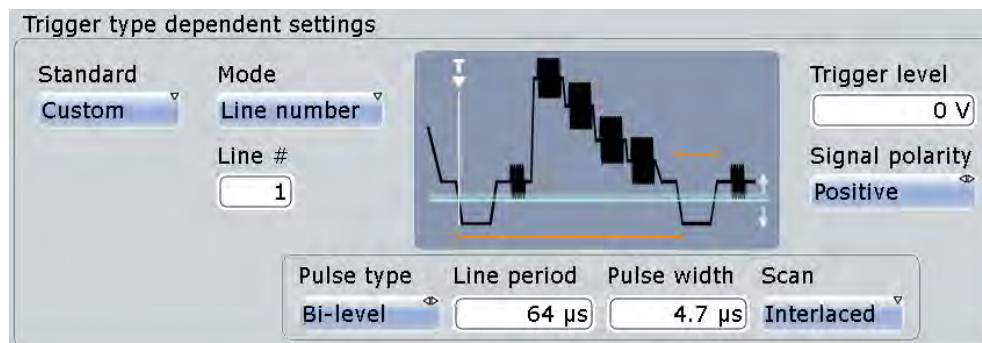 Trigger type dependent settings
Standard Mode T Trigger level
Custom Line number 0 V
Line # Signal polarity
1 Positive
Pulse type Line period Pulse width Scan
Bi-level 64 µs 4.7 µs Interlaced